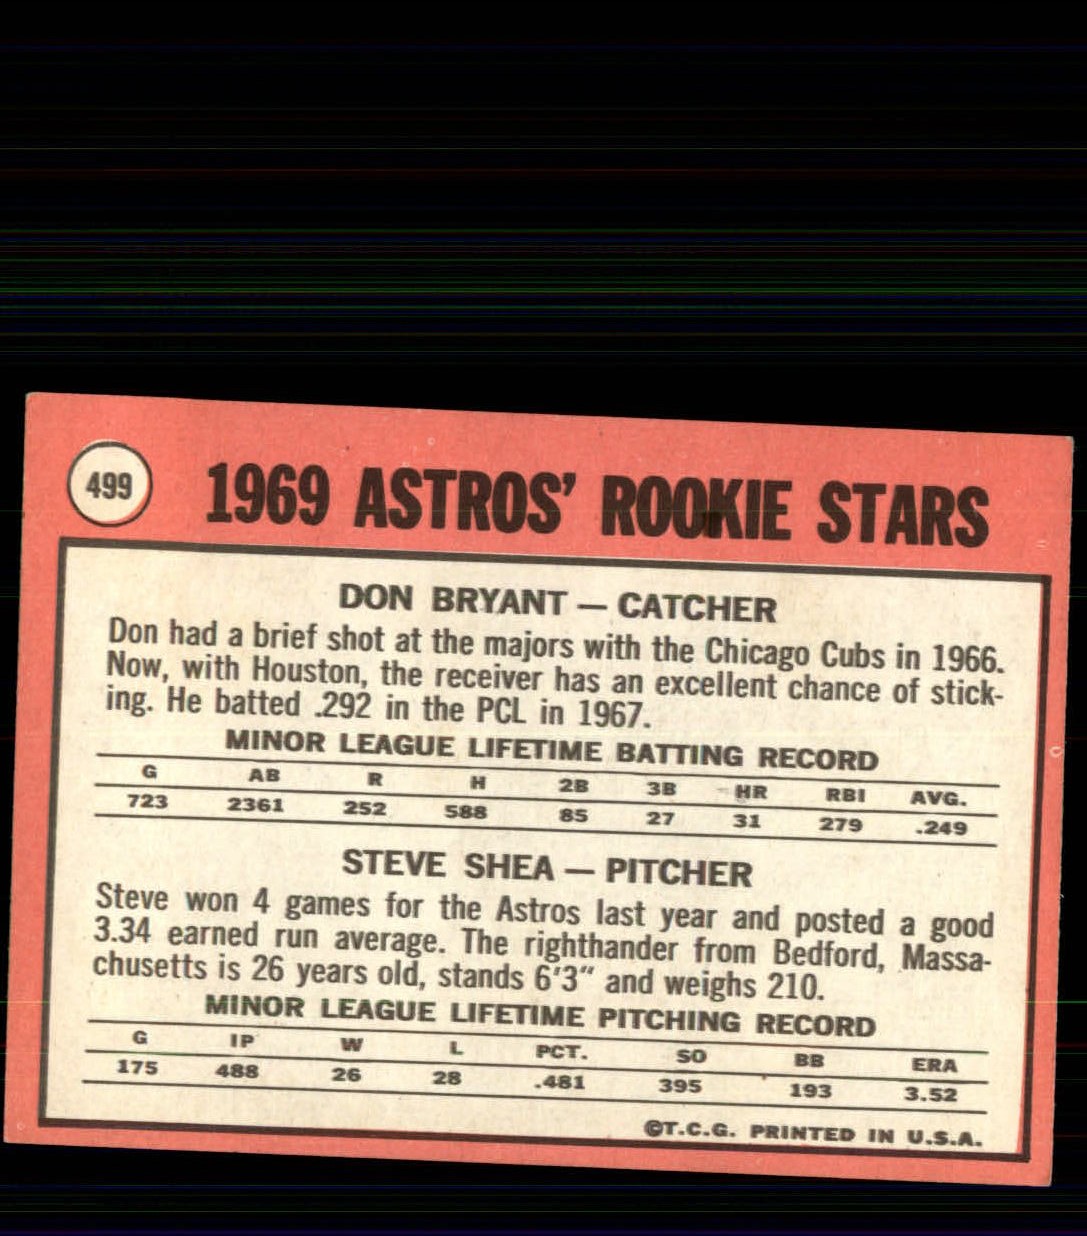 499
1969 ASTROS' ROOKIE STARS
DON BRYANT — CATCHER
Don had a brief shot at the majors with the Chicago Cubs in 1966.
Now, with Houston, the receiver has an excellent chance of stick-
ing. He batted .292 in the PCL in 1967.
MINOR LEAGUE LIFETIME BATTING RECORD
G AB R H 2B 3B HR RBI AVG.
723 2361 252 588 85 27 31 279 .249
STEVE SHEA — PITCHER
Steve won 4 games for the Astros last year and posted a good
3.34 earned run average. The righthander from Bedford, Massa-
chusetts is 26 years old, stands 6'3" and weighs 210.
MINOR LEAGUE LIFETIME PITCHING RECORD
G IP W L PCT. SO BB ERA
175 488 26 28 .481 395 193 3.52
©T.C.G. PRINTED IN U.S.A.